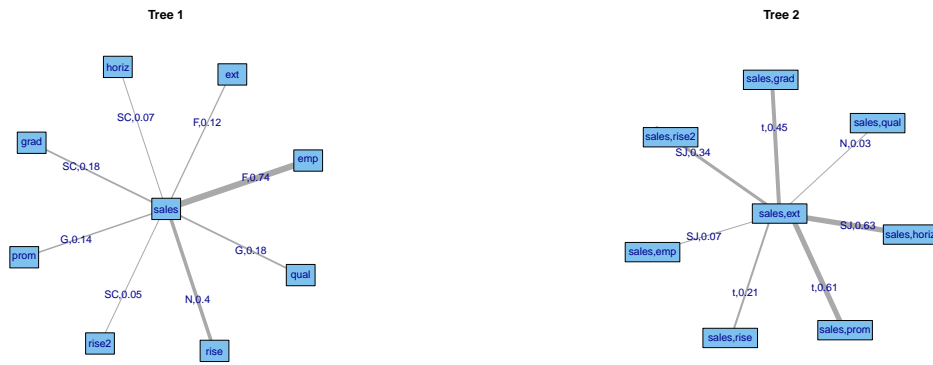 Tree 1
horiz
ext
SC,0.07
F,0.12
grad
emp
SC,0.18
F,0.74
sales
prom
G,0.14
G,0.18
qual
SC,0.05
N,0.4
rise2
rise
Tree 2
sales,grad
sales,qual
t,0.45
sales,rise2
N,0.03
SJ,0.34
sales,ext
SJ,0.63
sales,horiz
SJ,0.07
sales,emp
t,0.21
t,0.61
sales,rise
sales,prom